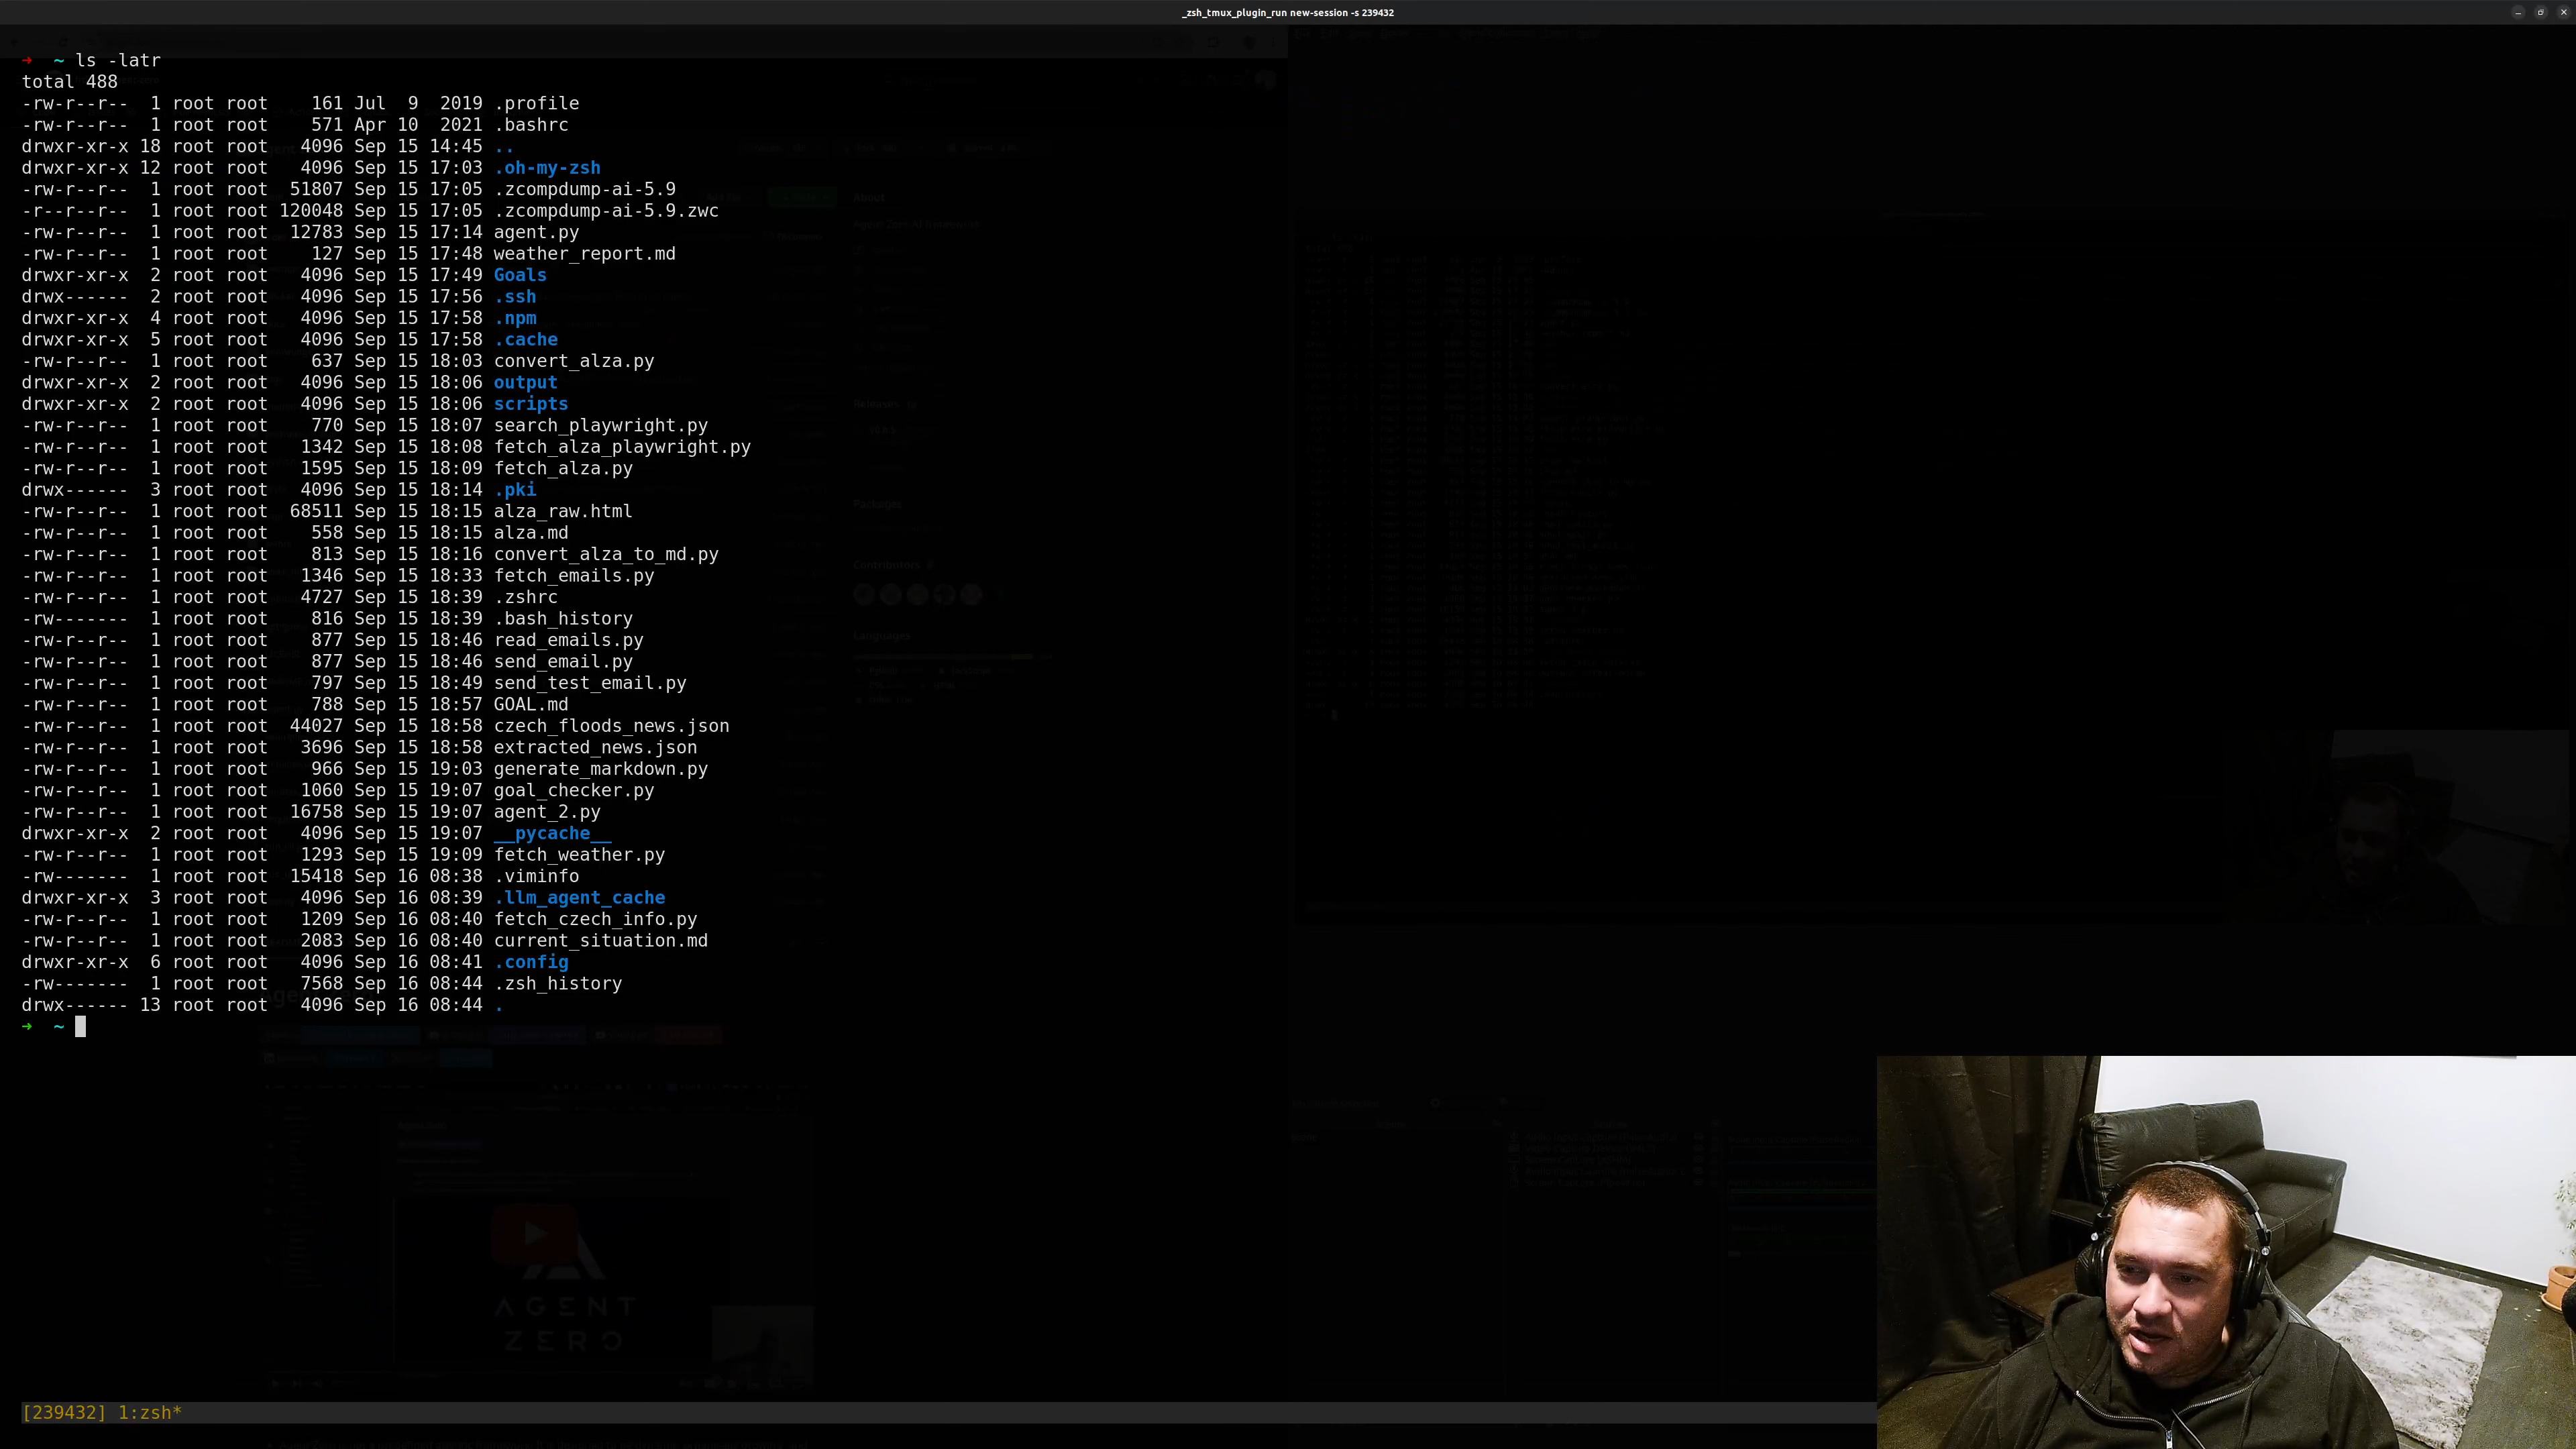 _zsh_tmux_plugin_run new-session -s 239432
➜  ~ ls -latr
total 488
-rw-r--r--  1 root root    161 Jul  9  2019 .profile
-rw-r--r--  1 root root    571 Apr 10  2021 .bashrc
drwxr-xr-x 18 root root   4096 Sep 15 14:45 ..
drwxr-xr-x 12 root root   4096 Sep 15 17:03 .oh-my-zsh
-rw-r--r--  1 root root  51807 Sep 15 17:05 .zcompdump-ai-5.9
-r--r--r--  1 root root 120048 Sep 15 17:05 .zcompdump-ai-5.9.zwc
-rw-r--r--  1 root root  12783 Sep 15 17:14 agent.py
-rw-r--r--  1 root root    127 Sep 15 17:48 weather_report.md
drwxr-xr-x  2 root root   4096 Sep 15 17:49 Goals
drwx------  2 root root   4096 Sep 15 17:56 .ssh
drwxr-xr-x  4 root root   4096 Sep 15 17:58 .npm
drwxr-xr-x  5 root root   4096 Sep 15 17:58 .cache
-rw-r--r--  1 root root    637 Sep 15 18:03 convert_alza.py
drwxr-xr-x  2 root root   4096 Sep 15 18:06 output
drwxr-xr-x  2 root root   4096 Sep 15 18:06 scripts
-rw-r--r--  1 root root    770 Sep 15 18:07 search_playwright.py
-rw-r--r--  1 root root   1342 Sep 15 18:08 fetch_alza_playwright.py
-rw-r--r--  1 root root   1595 Sep 15 18:09 fetch_alza.py
drwx------  3 root root   4096 Sep 15 18:14 .pki
-rw-r--r--  1 root root  68511 Sep 15 18:15 alza_raw.html
-rw-r--r--  1 root root    558 Sep 15 18:15 alza.md
-rw-r--r--  1 root root    813 Sep 15 18:16 convert_alza_to_md.py
-rw-r--r--  1 root root   1346 Sep 15 18:33 fetch_emails.py
-rw-r--r--  1 root root   4727 Sep 15 18:39 .zshrc
-rw-------  1 root root    816 Sep 15 18:39 .bash_history
-rw-r--r--  1 root root    877 Sep 15 18:46 read_emails.py
-rw-r--r--  1 root root    877 Sep 15 18:46 send_email.py
-rw-r--r--  1 root root    797 Sep 15 18:49 send_test_email.py
-rw-r--r--  1 root root    788 Sep 15 18:57 GOAL.md
-rw-r--r--  1 root root  44027 Sep 15 18:58 czech_floods_news.json
-rw-r--r--  1 root root   3696 Sep 15 18:58 extracted_news.json
-rw-r--r--  1 root root    966 Sep 15 19:03 generate_markdown.py
-rw-r--r--  1 root root   1060 Sep 15 19:07 goal_checker.py
-rw-r--r--  1 root root  16758 Sep 15 19:07 agent_2.py
drwxr-xr-x  2 root root   4096 Sep 15 19:07 __pycache__
-rw-r--r--  1 root root   1293 Sep 15 19:09 fetch_weather.py
-rw-------  1 root root  15418 Sep 16 08:38 .viminfo
drwxr-xr-x  3 root root   4096 Sep 16 08:39 .llm_agent_cache
-rw-r--r--  1 root root   1209 Sep 16 08:40 fetch_czech_info.py
-rw-r--r--  1 root root   2083 Sep 16 08:40 current_situation.md
drwxr-xr-x  6 root root   4096 Sep 16 08:41 .config
-rw-------  1 root root   7568 Sep 16 08:44 .zsh_history
drwx------ 13 root root   4096 Sep 16 08:44 .
➜  ~
About
Releases
Packages
Contributors
Languages
AGENT
ZERO
[239432] 1:zsh*